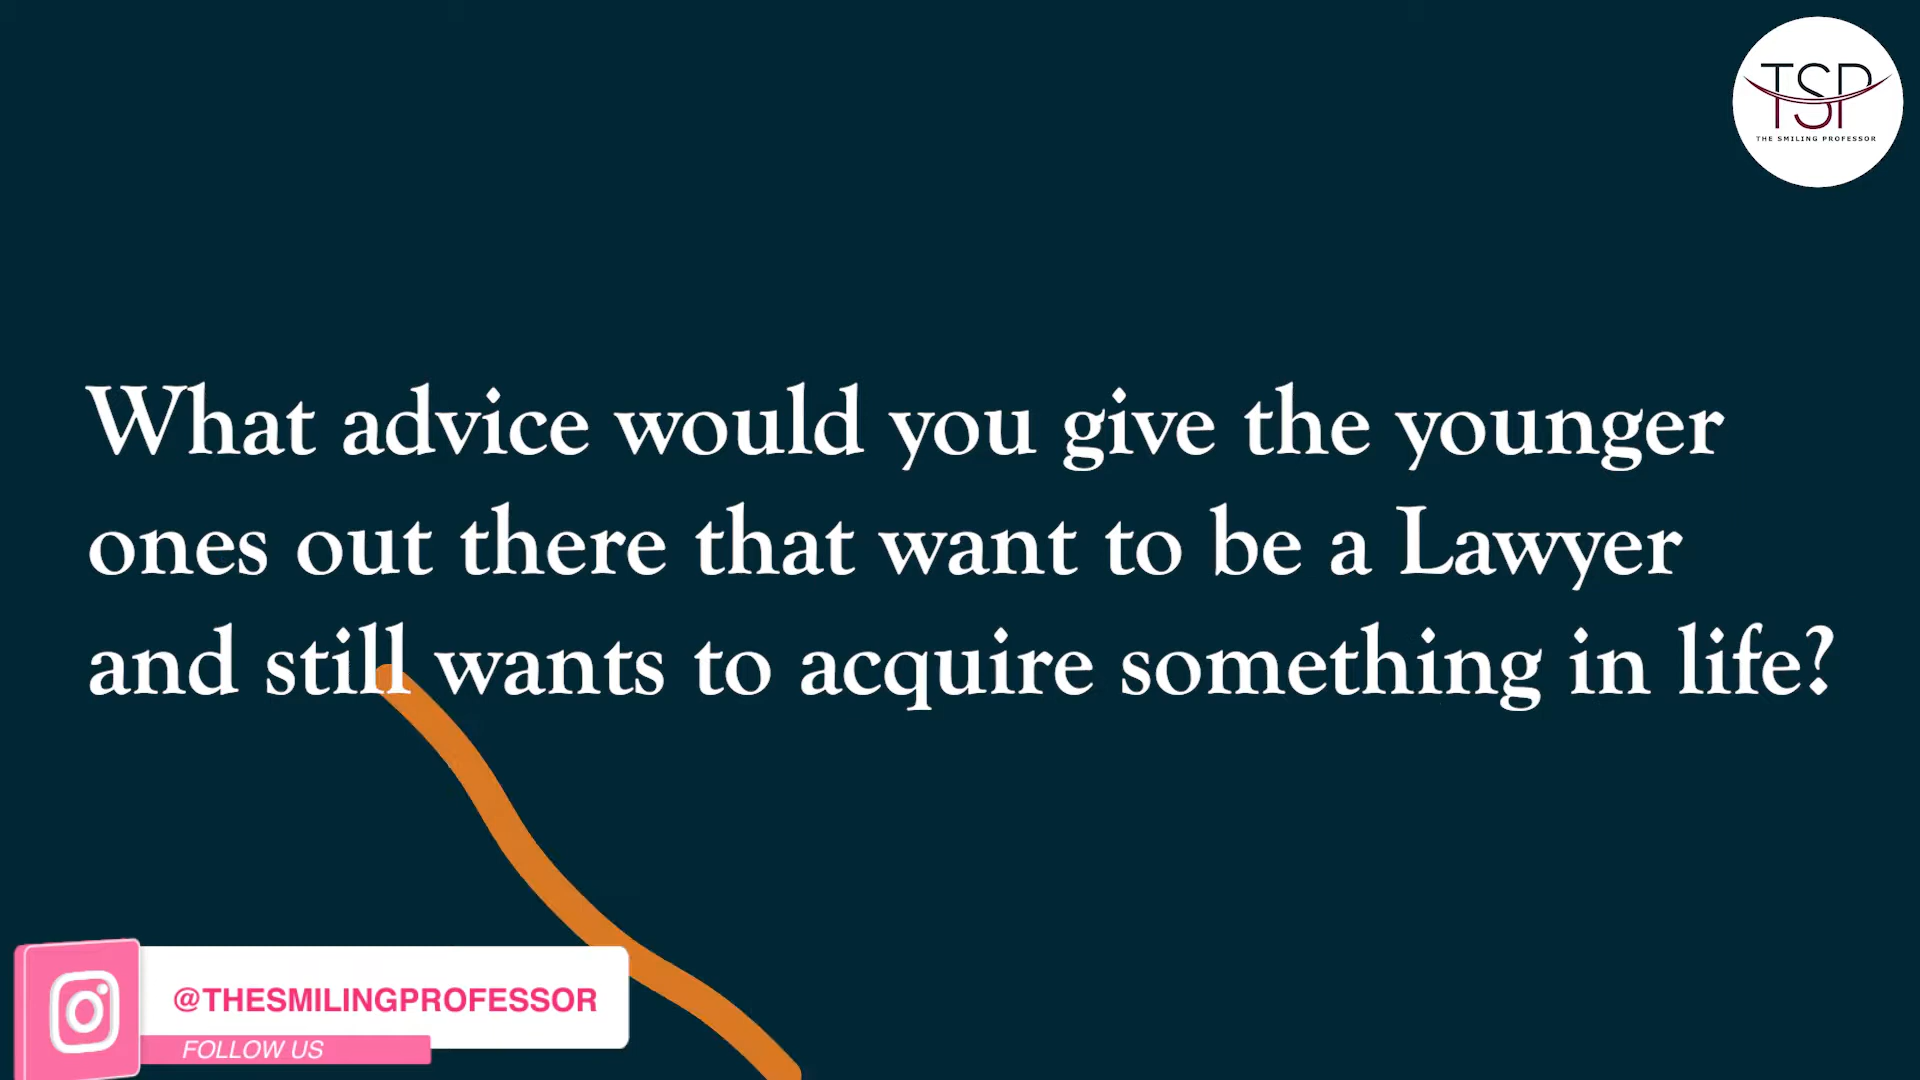 TSP
THE SMILING PROFESSOR
What advice would you give the younger
ones out there that want to be a Lawyer
and still wants to acquire something in life?
@THESMILINGPROFESSOR
FOLLOW US